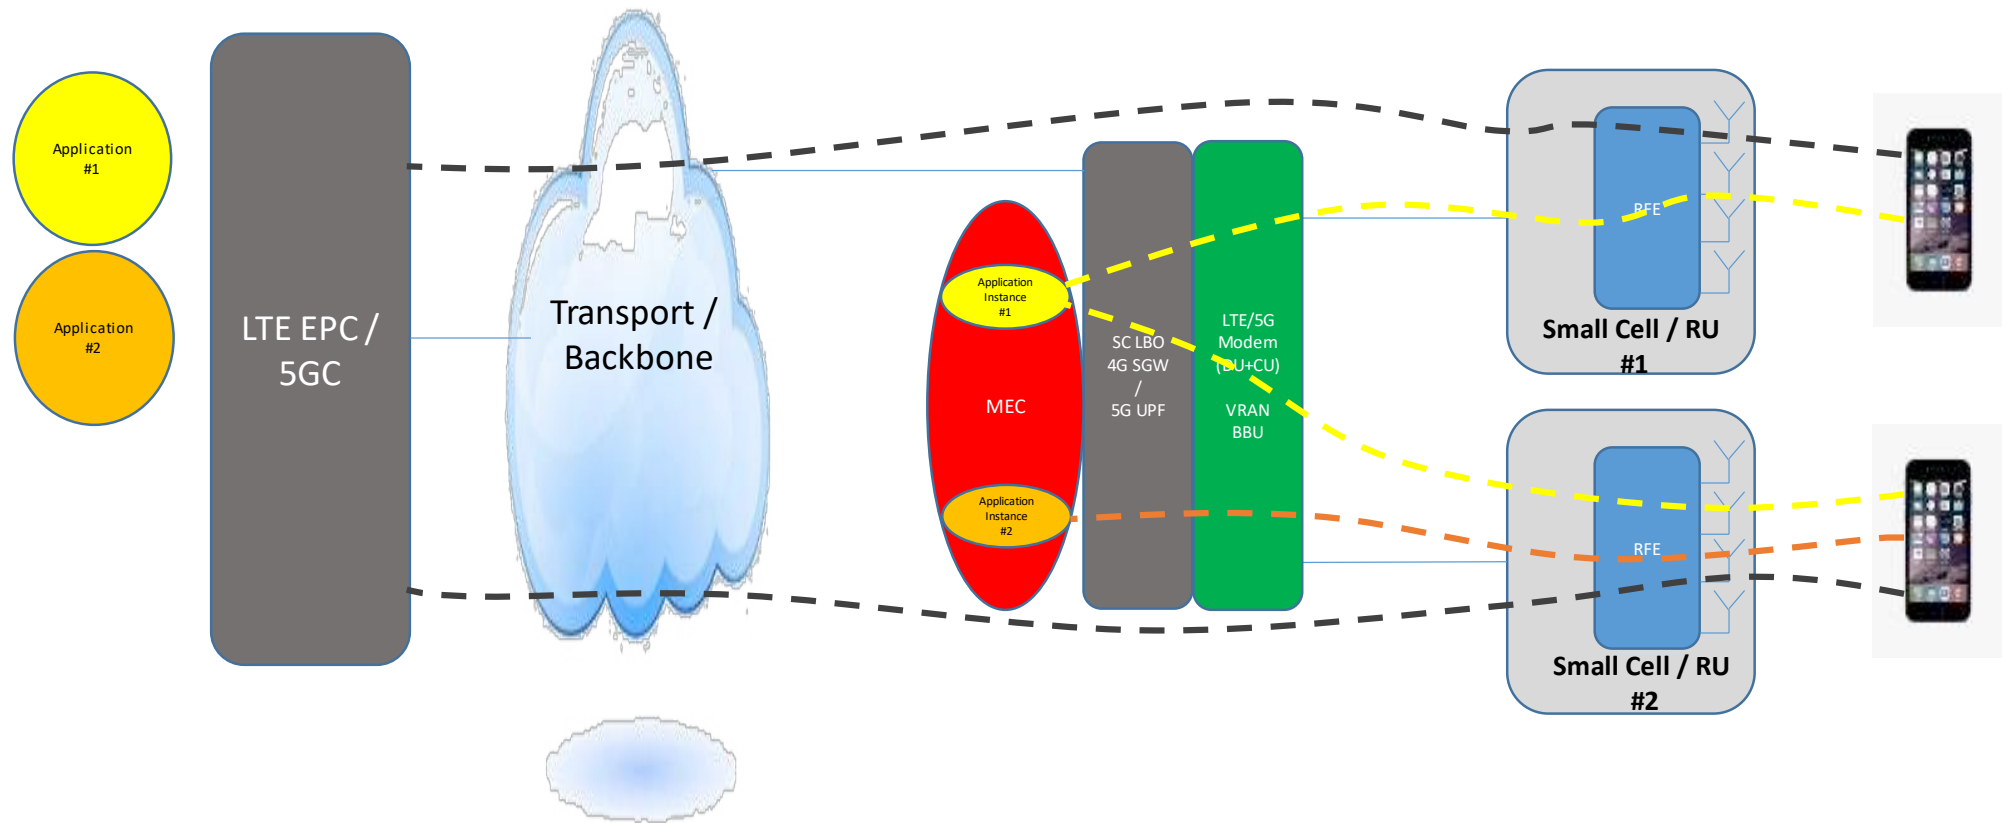 Application
#1
Application
#2
LTE EPC /
5GC
Transport /
Backbone
Application
Instance
#1
MEC
Application
Instance
#2
SC LBO
4G SGW
/
5G UPF
LTE/5G
Modem
(DU+CU)
VRAN
BBU
RFE
Small Cell / RU
#1
RFE
Small Cell / RU
#2